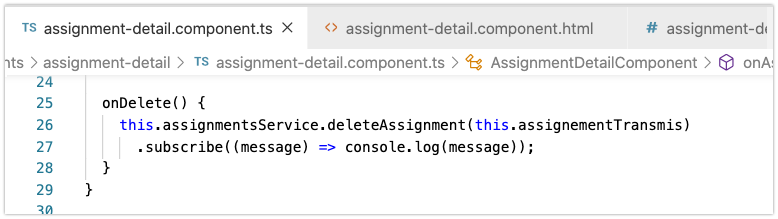 TS assignment-detail.component.ts × <> assignment-detail.component.html # assignment-de
nts > assignment-detail > TS assignment-detail.component.ts > AssignmentDetailComponent > onAs
24
25 onDelete() {
26 this.assignmentsService.deleteAssignment(this.assignementTransmis)
27 .subscribe((message) => console.log(message));
28 }
29 }
30